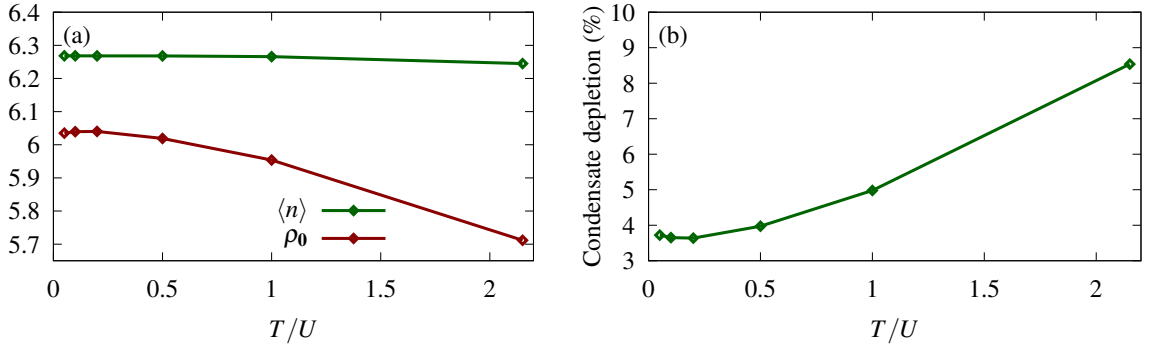 (a)
6.4
6.3
6.2
6.1
6
5.9
5.8
5.7
⟨n⟩
ρ₀
0 0.5 1 1.5 2
T/U
(b)
Condensate depletion (%)
10
9
8
7
6
5
4
3
0 0.5 1 1.5 2
T/U